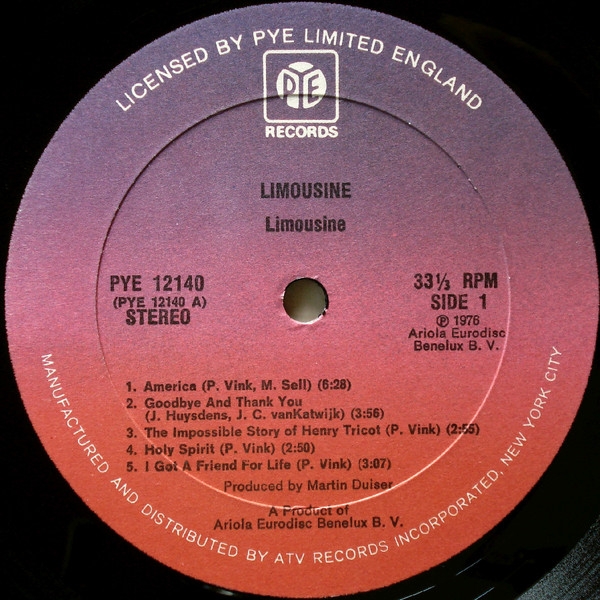 LICENSED BY PYE LIMITED ENGLAND
PYE
RECORDS
LIMOUSINE
Limousine
PYE 12140
(PYE 12140 A)
STEREO
33⅓ RPM
SIDE 1
℗ 1976
Ariola Eurodisc
Benelux B. V.
1. America (P. Vink, M. Sell) (6:28)
2. Goodbye And Thank You
(J. Huysdens, J. C. vanKatwijk) (3:56)
3. The Impossible Story of Henry Tricot (P. Vink) (2:55)
4. Holy Spirit (P. Vink) (2:50)
5. I Got A Friend For Life (P. Vink) (3:07)
Produced by Martin Duiser
A Product of
Ariola Eurodisc Benelux B. V.
MANUFACTURED AND DISTRIBUTED BY ATV RECORDS INCORPORATED, NEW YORK CITY